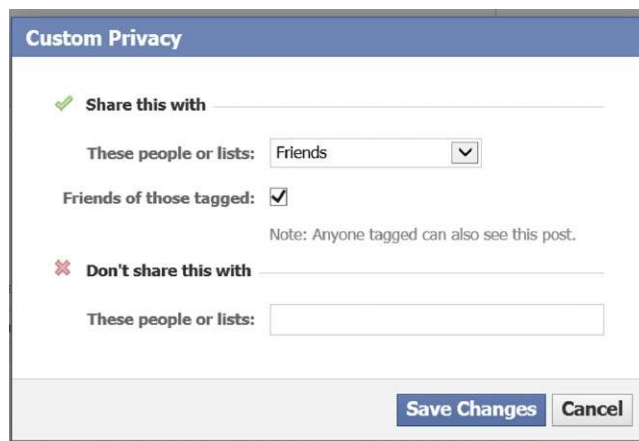 Custom Privacy
Share this with
These people or lists: Friends
Friends of those tagged:
Note: Anyone tagged can also see this post.
Don't share this with
These people or lists:
Save Changes Cancel